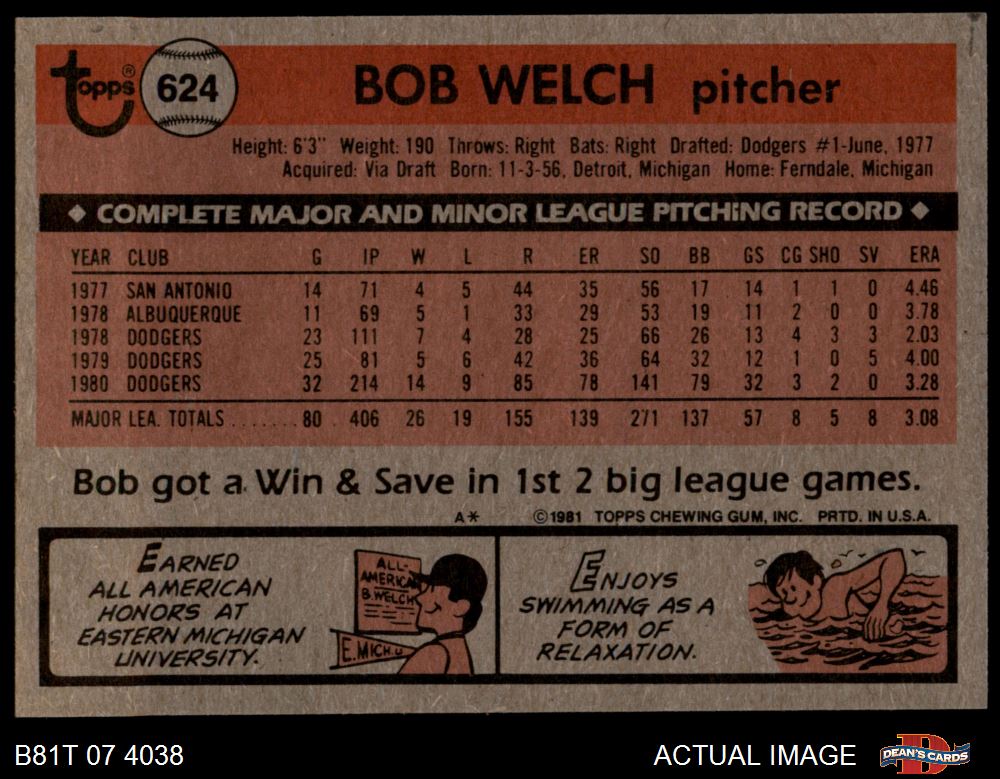 topps® 624 BOB WELCH pitcher
Height: 6'3" Weight: 190 Throws: Right Bats: Right Drafted: Dodgers #1-June, 1977
Acquired: Via Draft Born: 11-3-56, Detroit, Michigan Home: Ferndale, Michigan
◆ COMPLETE MAJOR AND MINOR LEAGUE PITCHING RECORD ◆
YEAR CLUB G IP W L R ER SO BB GS CG SHO SV ERA
1977 SAN ANTONIO 14 71 4 5 44 35 56 17 14 1 1 0 4.46
1978 ALBUQUERQUE 11 69 5 1 33 29 53 19 11 2 0 0 3.78
1978 DODGERS 23 111 7 4 28 25 66 26 13 4 3 3 2.03
1979 DODGERS 25 81 5 6 42 36 64 32 12 1 0 5 4.00
1980 DODGERS 32 214 14 9 85 78 141 79 32 3 2 0 3.28
MAJOR LEA. TOTALS ....... 80 406 26 19 155 139 271 137 57 8 5 8 3.08
Bob got a Win & Save in 1st 2 big league games.
A* ©1981 TOPPS CHEWING GUM, INC. PRTD. IN U.S.A.
EARNED
ALL AMERICAN
HONORS AT
EASTERN MICHIGAN
UNIVERSITY.
ALL-
AMERICA
B. WELCH
E. MICH. U
ENJOYS
SWIMMING AS A
FORM OF
RELAXATION.
B81T 07 4038 ACTUAL IMAGE DEAN'S CARDS